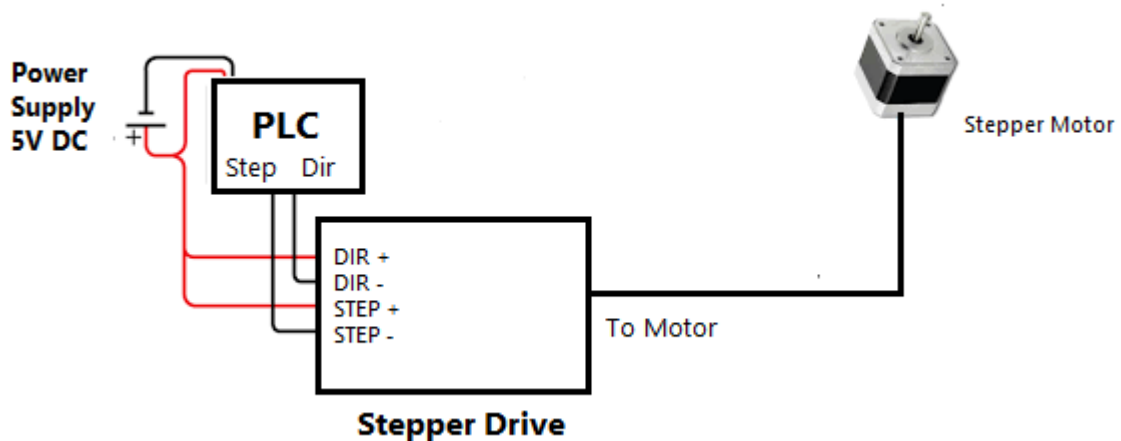 Power
Supply
5V DC
+
PLC
Step Dir
Stepper Motor
DIR +
DIR -
STEP +
STEP -
To Motor
Stepper Drive